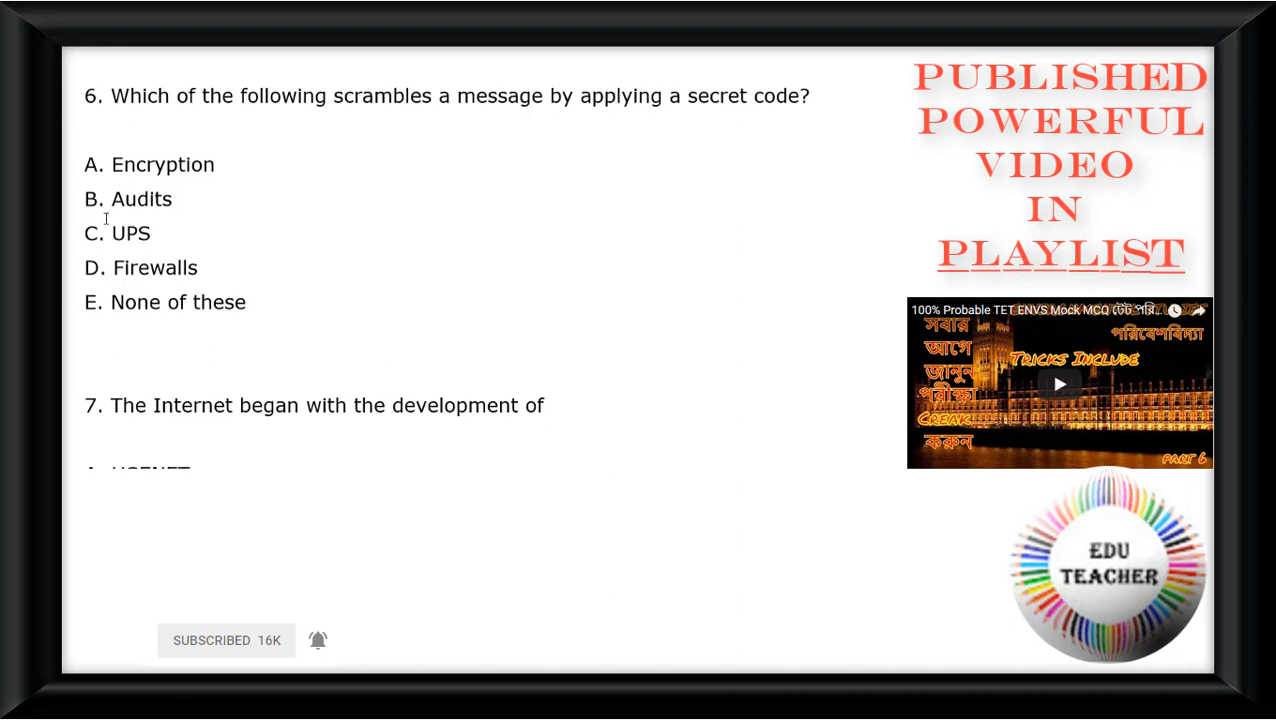 6. Which of the following scrambles a message by applying a secret code?
A. Encryption
B. Audits
C. UPS
D. Firewalls
E. None of these
7. The Internet began with the development of
PUBLISHED
POWERFUL
VIDEO
IN
PLAYLIST
100% Probable TET ENVS Mock MCQ টেট পরি...
সবার
আগে
জানুন
পরীক্ষা
CREAK
করুন
পরিবেশবিদ্যা
TRICKS INCLUDE
PART 6
EDU
TEACHER
SUBSCRIBED 16K